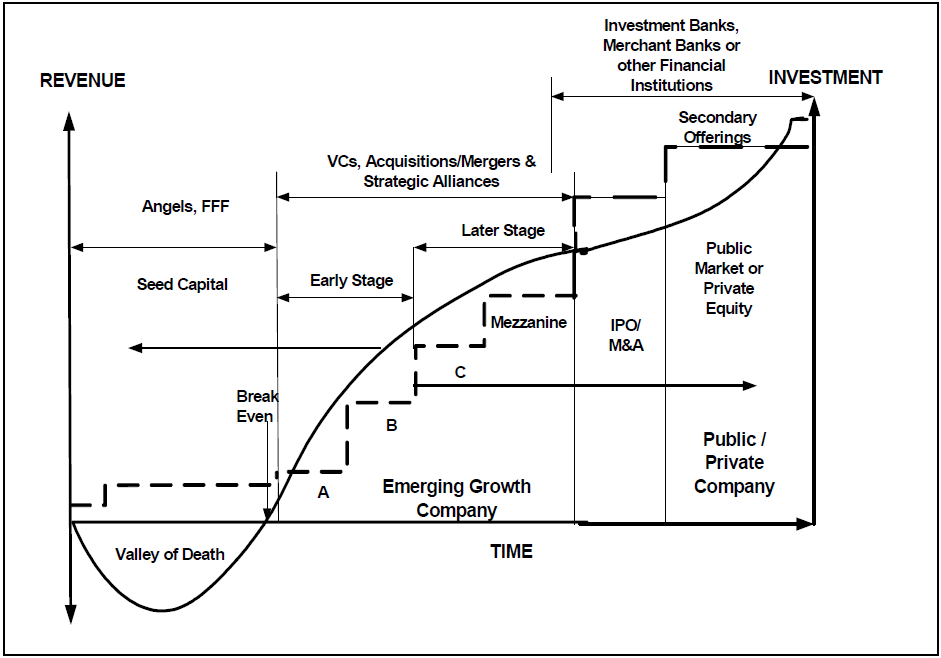 Investment Banks,
Merchant Banks or
other Financial
Institutions
REVENUE
INVESTMENT
Secondary
Offerings
VCs, Acquisitions/Mergers &
Strategic Alliances
Angels, FFF
Later Stage
Seed Capital
Early Stage
Public
Market or
Private
Equity
Mezzanine
IPO/
M&A
C
Break
Even
B
A
Emerging Growth
Company
Public /
Private
Company
Valley of Death
TIME